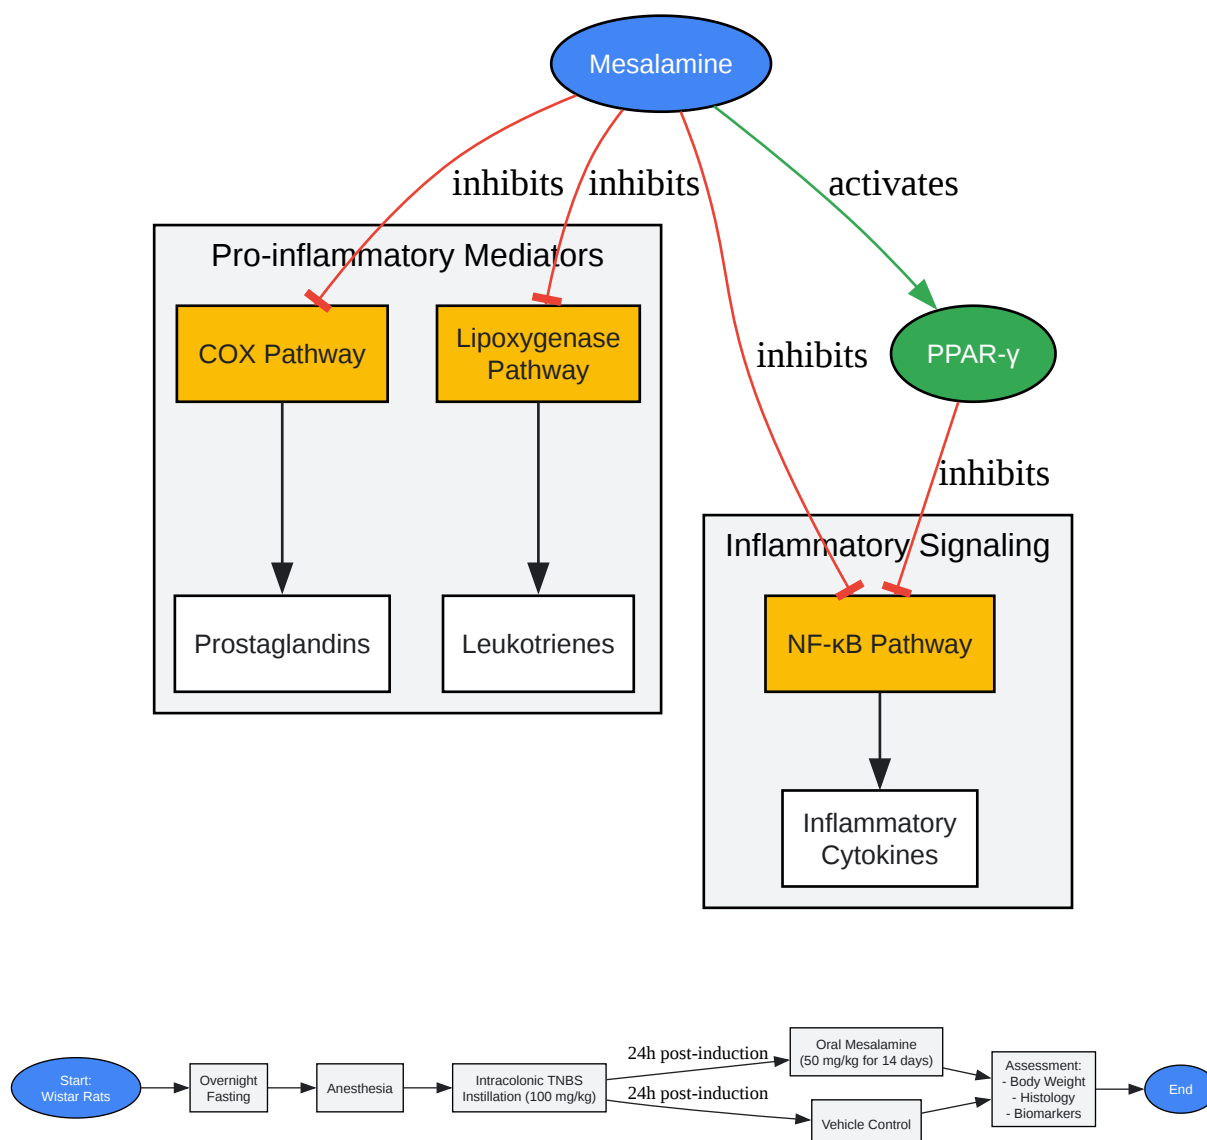 Mesalamine
inhibits
inhibits
activates
Pro-inflammatory Mediators
COX Pathway
Lipoxygenase
Pathway
inhibits
PPAR-γ
inhibits
Inflammatory Signaling
Prostaglandins
Leukotrienes
NF-κB Pathway
Inflammatory
Cytokines
Start:
Wistar Rats
Overnight
Fasting
Anesthesia
Intracolonic TNBS
Instillation (100 mg/kg)
24h post-induction
24h post-induction
Oral Mesalamine
(50 mg/kg for 14 days)
Vehicle Control
Assessment:
- Body Weight
- Histology
- Biomarkers
End